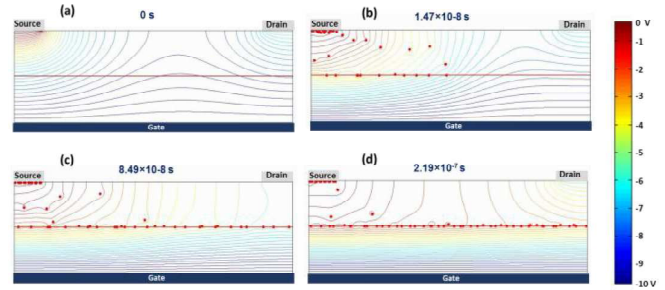 (a)
0 s
Source
Drain
Gate
(b)
1.47×10-8 s
Source
Drain
Gate
(c)
8.49×10-8 s
Source
Drain
Gate
(d)
2.19×10⁻⁷ s
Source
Drain
Gate
0 V
-1
-2
-3
-4
-5
-6
-7
-8
-9
-10 V